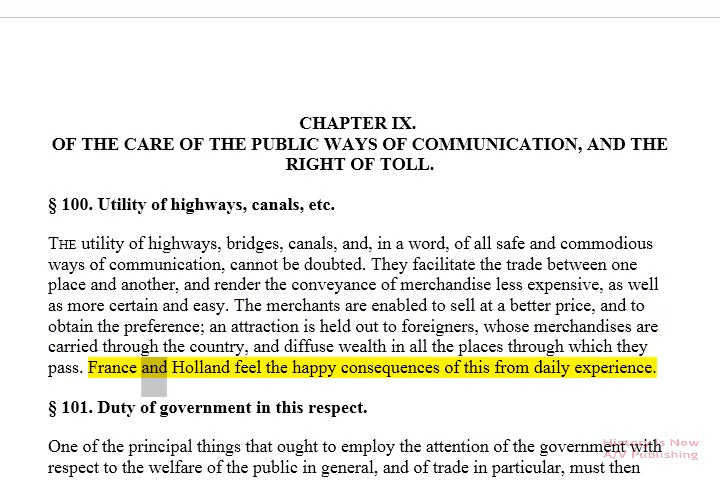 CHAPTER IX.
OF THE CARE OF THE PUBLIC WAYS OF COMMUNICATION, AND THE
RIGHT OF TOLL.
§ 100. Utility of highways, canals, etc.
THE utility of highways, bridges, canals, and, in a word, of all safe and commodious
ways of communication, cannot be doubted. They facilitate the trade between one
place and another, and render the conveyance of merchandise less expensive, as well
as more certain and easy. The merchants are enabled to sell at a better price, and to
obtain the preference; an attraction is held out to foreigners, whose merchandises are
carried through the country, and diffuse wealth in all the places through which they
pass. France and Holland feel the happy consequences of this from daily experience.
§ 101. Duty of government in this respect.
One of the principal things that ought to employ the attention of the government with
respect to the welfare of the public in general, and of trade in particular, must then
History Is Now
A/V Publishing